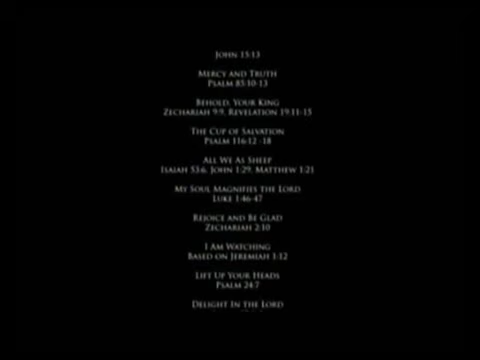 John 15:13
Mercy and Truth
Psalm 85:10-13
Behold, Your King
Zechariah 9:9, Revelation 19:11-15
The Cup of Salvation
Psalm 116:12 -18
All We As Sheep
Isaiah 53:6, John 1:29, Matthew 1:21
My Soul Magnifies the Lord
Luke 1:46-47
Rejoice and Be Glad
Zechariah 2:10
I Am Watching
Based on Jeremiah 1:12
Lift Up Your Heads
Psalm 24:7
Delight In the Lord